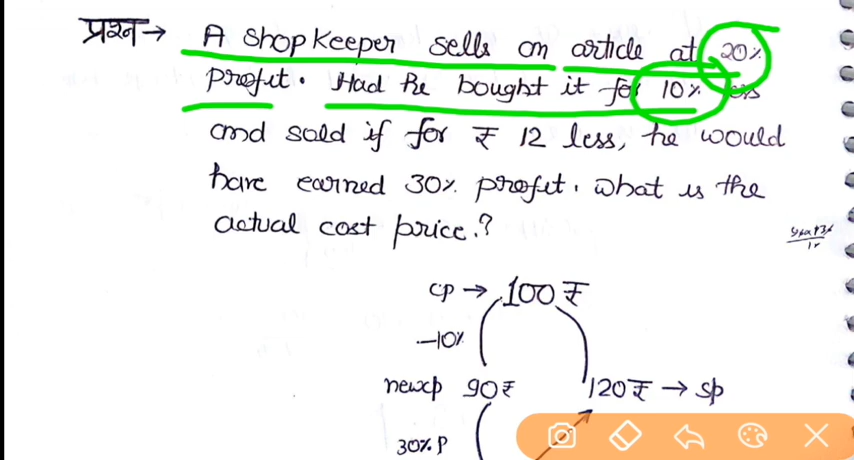 प्रश्न → A Shopkeeper sells an article at 20%
profit. Had he bought it for 10% less
and sold if for ₹ 12 less, he would
have earned 30% profit. what is the
actual cost price.?
cp → 100 ₹
-10%
newcp 90₹ 120₹ → sp
30% P